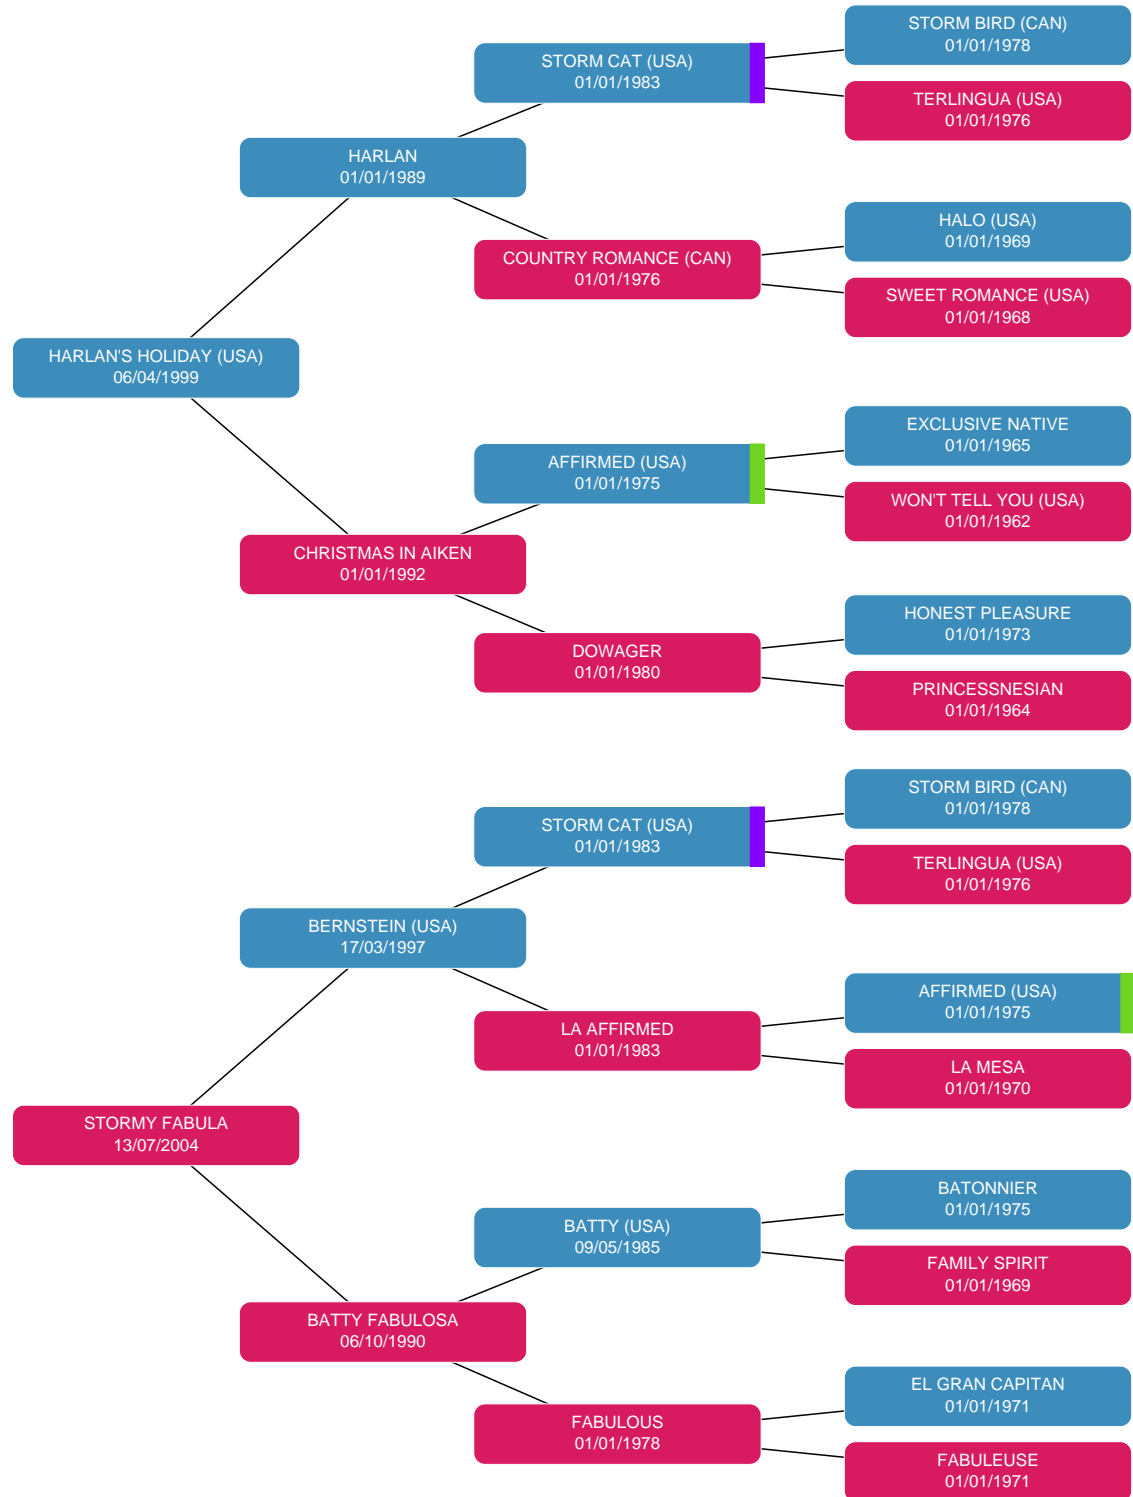 STORM BIRD (CAN)
01/01/1978
STORM CAT (USA)
01/01/1983
TERLINGUA (USA)
01/01/1976
HARLAN
01/01/1989
HALO (USA)
01/01/1969
COUNTRY ROMANCE (CAN)
01/01/1976
SWEET ROMANCE (USA)
01/01/1968
HARLAN'S HOLIDAY (USA)
06/04/1999
EXCLUSIVE NATIVE
01/01/1965
AFFIRMED (USA)
01/01/1975
WON'T TELL YOU (USA)
01/01/1962
CHRISTMAS IN AIKEN
01/01/1992
HONEST PLEASURE
01/01/1973
DOWAGER
01/01/1980
PRINCESSNESIAN
01/01/1964
STORM BIRD (CAN)
01/01/1978
STORM CAT (USA)
01/01/1983
TERLINGUA (USA)
01/01/1976
BERNSTEIN (USA)
17/03/1997
AFFIRMED (USA)
01/01/1975
LA AFFIRMED
01/01/1983
LA MESA
01/01/1970
STORMY FABULA
13/07/2004
BATONNIER
01/01/1975
BATTY (USA)
09/05/1985
FAMILY SPIRIT
01/01/1969
BATTY FABULOSA
06/10/1990
EL GRAN CAPITAN
01/01/1971
FABULOUS
01/01/1978
FABULEUSE
01/01/1971